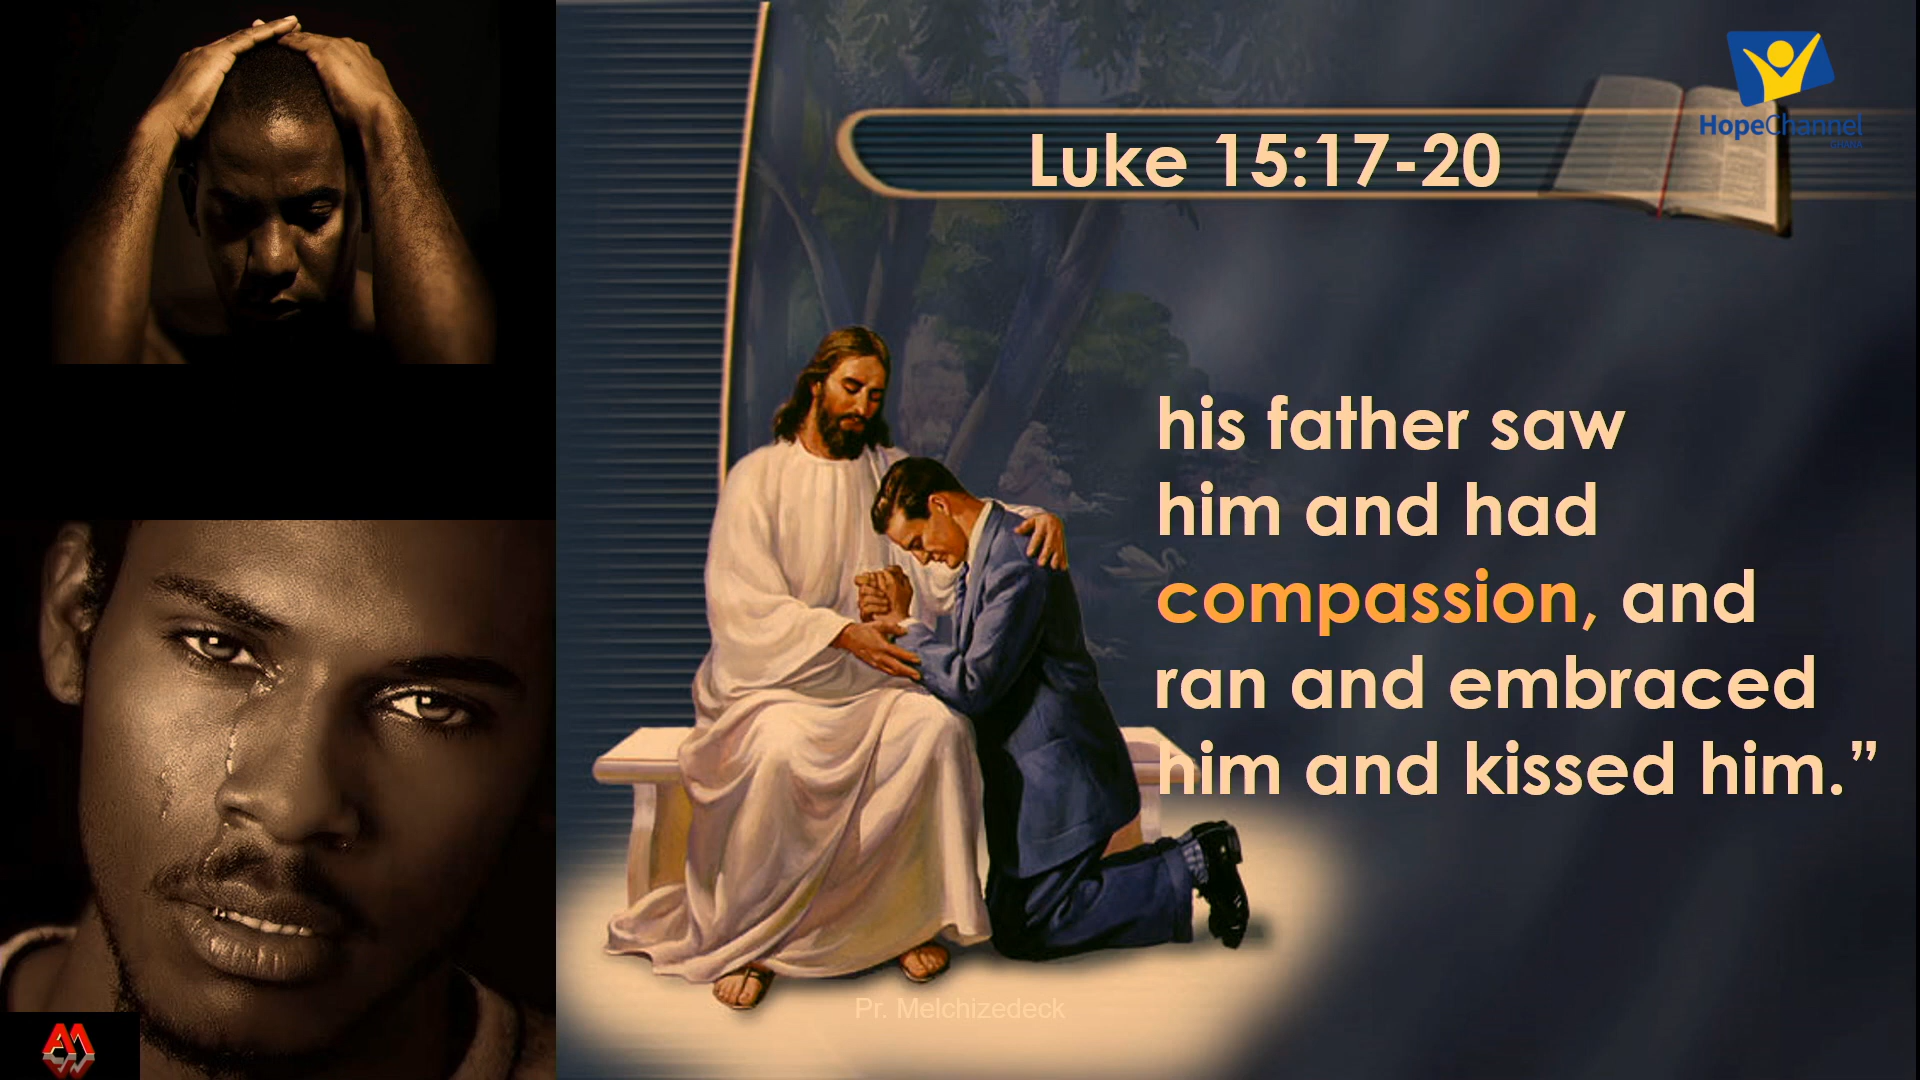 Luke 15:17-20
HopeChannel
GHANA
his father saw
him and had
compassion, and
ran and embraced
him and kissed him.”
Pr. Melchizedeck